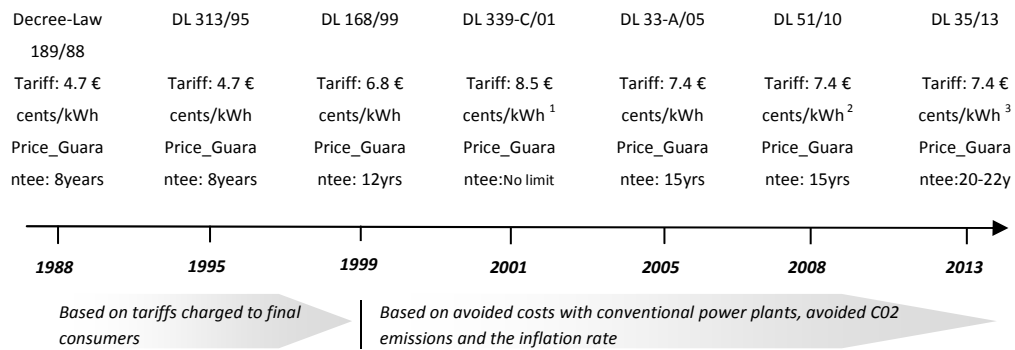 Decree-Law
189/88
Tariff: 4.7 €
cents/kWh
Price_Guara
ntee: 8years
DL 313/95
Tariff: 4.7 €
cents/kWh
Price_Guara
ntee: 8years
DL 168/99
Tariff: 6.8 €
cents/kWh
Price_Guara
ntee: 12yrs
DL 339-C/01
Tariff: 8.5 €
cents/kWh 1
Price_Guara
ntee:No limit
DL 33-A/05
Tariff: 7.4 €
cents/kWh
Price_Guara
ntee: 15yrs
DL 51/10
Tariff: 7.4 €
cents/kWh 2
Price_Guara
ntee: 15yrs
DL 35/13
Tariff: 7.4 €
cents/kWh 3
Price_Guara
ntee:20-22y
1988
1995
1999
2001
2005
2008
2013
Based on tariffs charged to final
consumers
Based on avoided costs with conventional power plants, avoided C02
emissions and the inflation rate